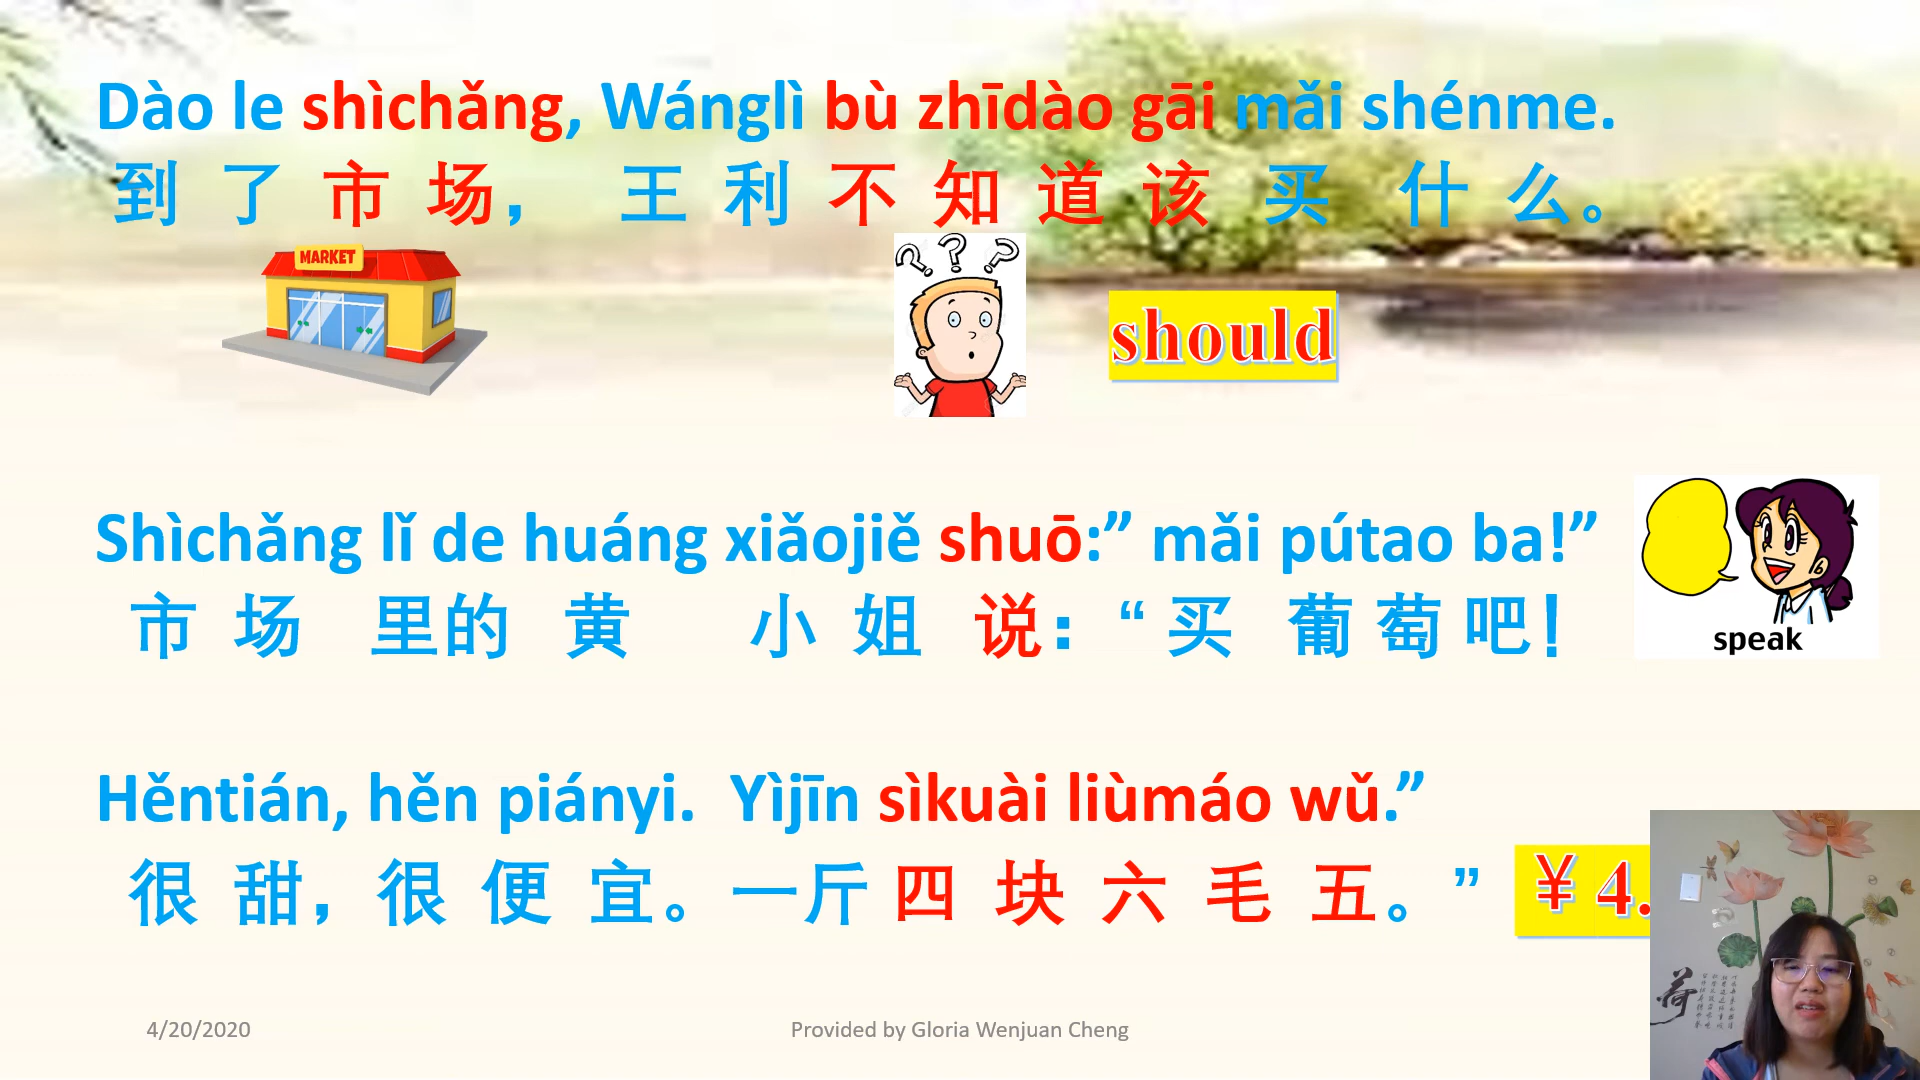 Dào le shìchǎng, Wánglì bù zhīdào gāi mǎi shénme.
到 了 市 场， 王 利 不 知 道 该 买 什 么。
MARKET
???
should
Shìchǎng lǐ de huáng xiǎojiě shuō:” mǎi pútao ba!”
市 场 里的 黄 小 姐 说：“买 葡 萄 吧！
speak
Hěntián, hěn piányi. Yìjīn sìkuài liùmáo wǔ.”
很 甜，很 便 宜。一斤 四 块 六 毛 五。”
￥4.
荷
4/20/2020
Provided by Gloria Wenjuan Cheng